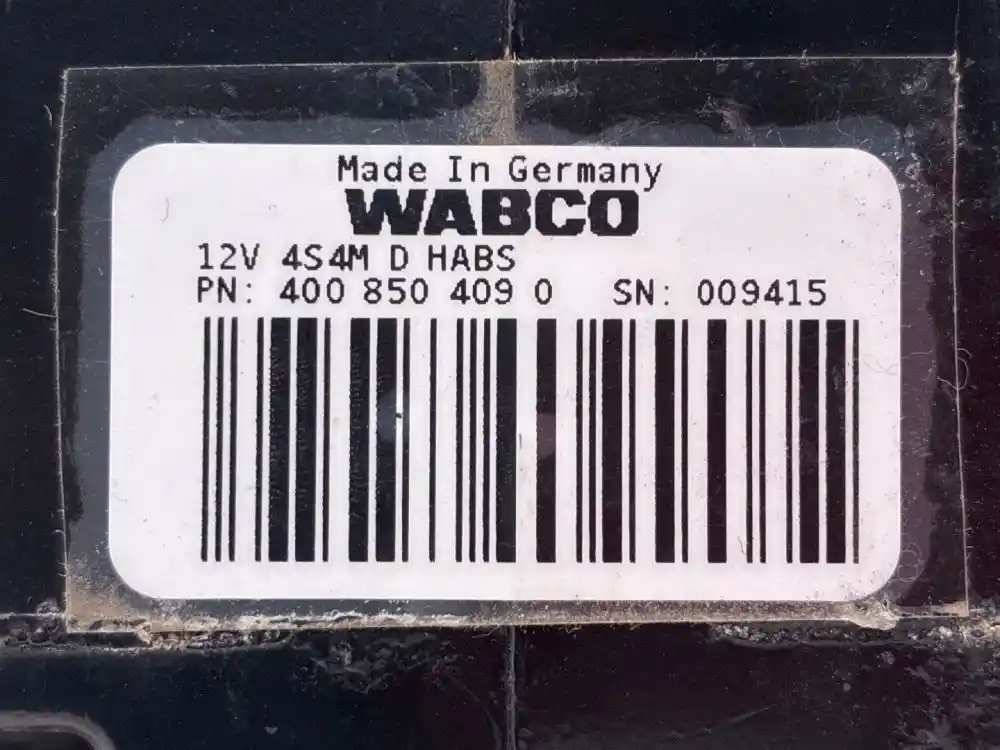 Made In Germany
WABCO
12V 4S4M D HABS
PN: 400 850 409 0 SN: 009415